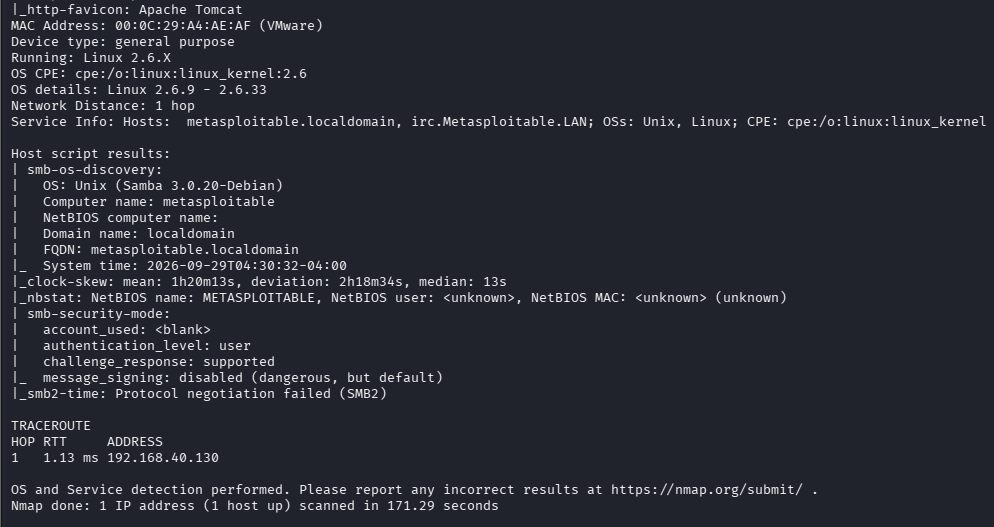 |_http-favicon: Apache Tomcat
MAC Address: 00:0C:29:A4:AE:AF (VMware)
Device type: general purpose
Running: Linux 2.6.X
OS CPE: cpe:/o:linux:linux_kernel:2.6
OS details: Linux 2.6.9 - 2.6.33
Network Distance: 1 hop
Service Info: Hosts:  metasploitable.localdomain, irc.Metasploitable.LAN; OSs: Unix, Linux; CPE: cpe:/o:linux:linux_kernel

Host script results:
| smb-os-discovery:
|   OS: Unix (Samba 3.0.20-Debian)
|   Computer name: metasploitable
|   NetBIOS computer name:
|   Domain name: localdomain
|   FQDN: metasploitable.localdomain
|_  System time: 2026-09-29T04:30:32-04:00
|_clock-skew: mean: 1h20m13s, deviation: 2h18m34s, median: 13s
|_nbstat: NetBIOS name: METASPLOITABLE, NetBIOS user: <unknown>, NetBIOS MAC: <unknown> (unknown)
| smb-security-mode:
|   account_used: <blank>
|   authentication_level: user
|   challenge_response: supported
|_  message_signing: disabled (dangerous, but default)
|_smb2-time: Protocol negotiation failed (SMB2)

TRACEROUTE
HOP RTT     ADDRESS
1   1.13 ms 192.168.40.130

OS and Service detection performed. Please report any incorrect results at https://nmap.org/submit/ .
Nmap done: 1 IP address (1 host up) scanned in 171.29 seconds